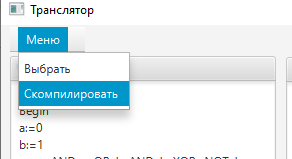 Транслятор
Меню
Выбрать
Скомпилировать
Begin
a:=0
b:=1